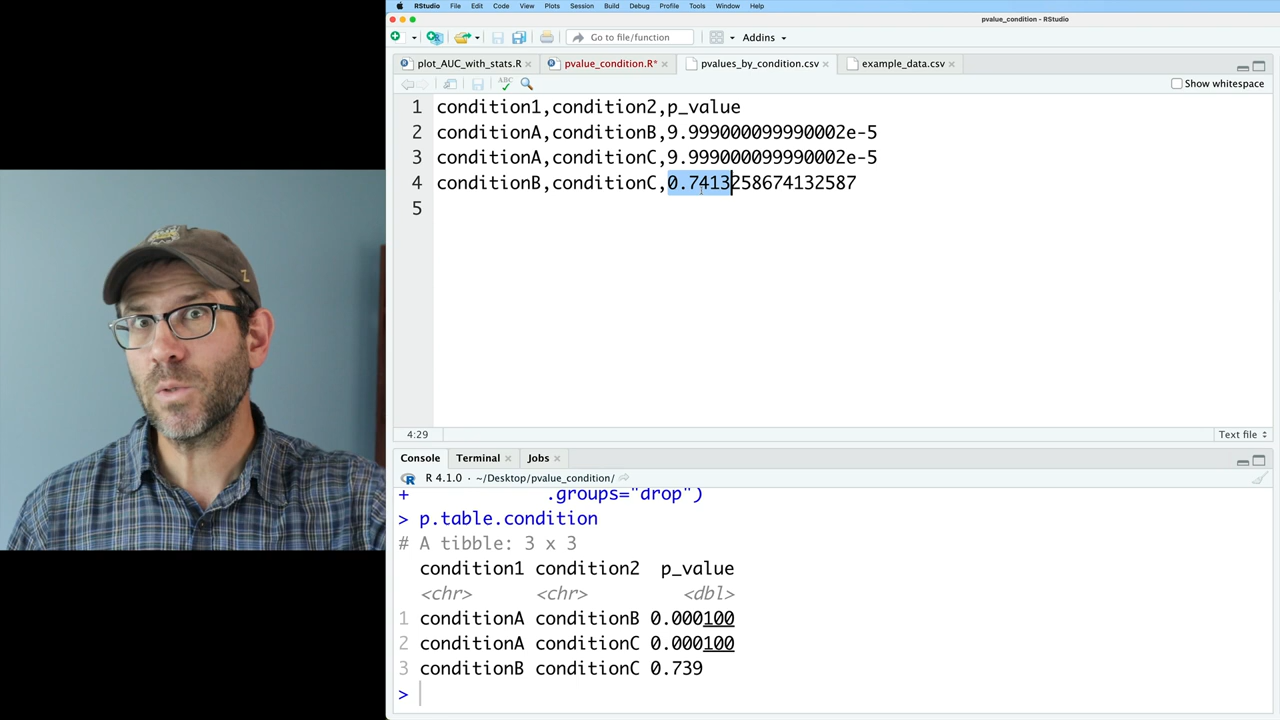 RStudio File Edit Code View Plots Session Build Debug Profile Tools Window Help
pvalue_condition - RStudio
Go to file/function Addins
plot_AUC_with_stats.R pvalue_condition.R* pvalues_by_condition.csv example_data.csv
ABC Show whitespace
1 condition1,condition2,p_value
2 conditionA,conditionB,9.999000099990002e-5
3 conditionA,conditionC,9.999000099990002e-5
4 conditionB,conditionC,0.7413258674132587
5
4:29 Text file
Console Terminal Jobs
R 4.1.0 · ~/Desktop/pvalue_condition/
+ .groups="drop")
> p.table.condition
# A tibble: 3 x 3
condition1 condition2 p_value
<chr> <chr> <dbl>
1 conditionA conditionB 0.000100
2 conditionA conditionC 0.000100
3 conditionB conditionC 0.739
>